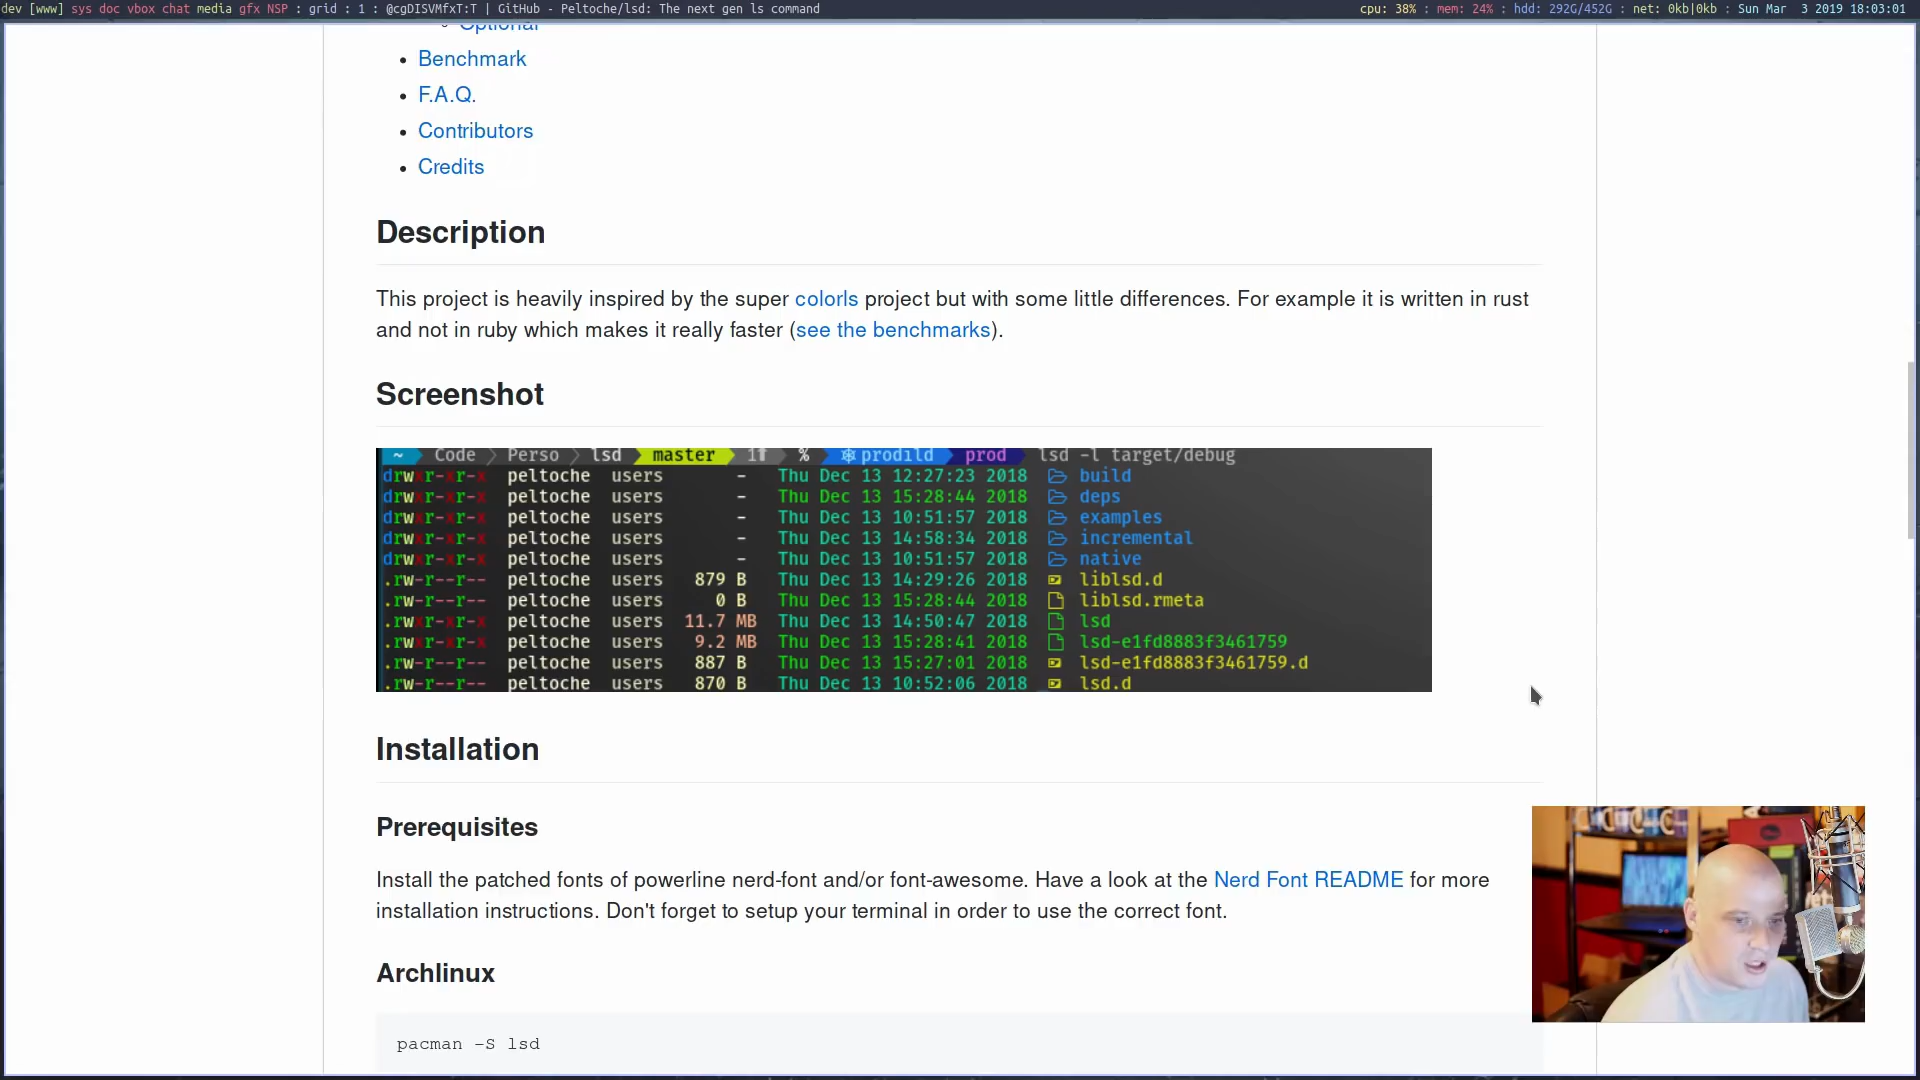 dev [www] sys doc vbox chat media gfx NSP : grid : 1 : @cgDISVMfxT:T | GitHub - Peltoche/lsd: The next gen ls command
cpu: 38% : mem: 24% : hdd: 292G/452G : net: 0kb|0kb : Sun Mar 3 2019 18:03:01
Optional
Benchmark
F.A.Q.
Contributors
Credits
Description
This project is heavily inspired by the super colorls project but with some little differences. For example it is written in rust
and not in ruby which makes it really faster (see the benchmarks).
Screenshot
~ Code Perso lsd master 1⇡ % ❄ prodild prod lsd -l target/debug
drwxr-xr-x peltoche users - Thu Dec 13 12:27:23 2018 build
drwxr-xr-x peltoche users - Thu Dec 13 15:28:44 2018 deps
drwxr-xr-x peltoche users - Thu Dec 13 10:51:57 2018 examples
drwxr-xr-x peltoche users - Thu Dec 13 14:58:34 2018 incremental
drwxr-xr-x peltoche users - Thu Dec 13 10:51:57 2018 native
.rw-r--r-- peltoche users 879 B Thu Dec 13 14:29:26 2018 liblsd.d
.rw-r--r-- peltoche users 0 B Thu Dec 13 15:28:44 2018 liblsd.rmeta
.rwxr-xr-x peltoche users 11.7 MB Thu Dec 13 14:50:47 2018 lsd
.rwxr-xr-x peltoche users 9.2 MB Thu Dec 13 15:28:41 2018 lsd-e1fd8883f3461759
.rw-r--r-- peltoche users 887 B Thu Dec 13 15:27:01 2018 lsd-e1fd8883f3461759.d
.rw-r--r-- peltoche users 870 B Thu Dec 13 10:52:06 2018 lsd.d
Installation
Prerequisites
Install the patched fonts of powerline nerd-font and/or font-awesome. Have a look at the Nerd Font README for more
installation instructions. Don't forget to setup your terminal in order to use the correct font.
Archlinux
pacman -S lsd